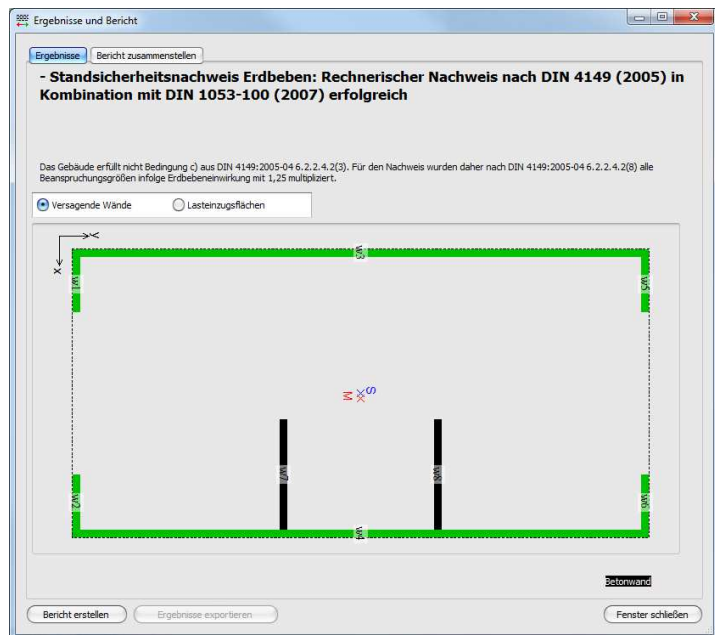 Ergebnisse und Bericht
Ergebnisse
Bericht zusammenstellen
- Standsicherheitsnachweis Erdbeben: Rechnerischer Nachweis nach DIN 4149 (2005) in
Kombination mit DIN 1053-100 (2007) erfolgreich
Das Gebäude erfüllt nicht Bedingung c) aus DIN 4149:2005-04 6.2.2.4.2(3). Für den Nachweis wurden daher nach DIN 4149:2005-04 6.2.2.4.2(8) alle
Beanspruchungsgrößen infolge Erdbebeneinwirkung mit 1,25 multipliziert.
Versagende Wände
Lasteinzugsflächen
Y
X
W3
W1
W5
S
M
W7
W8
W2
W6
W4
Betonwand
Bericht erstellen
Ergebnisse exportieren
Fenster schließen